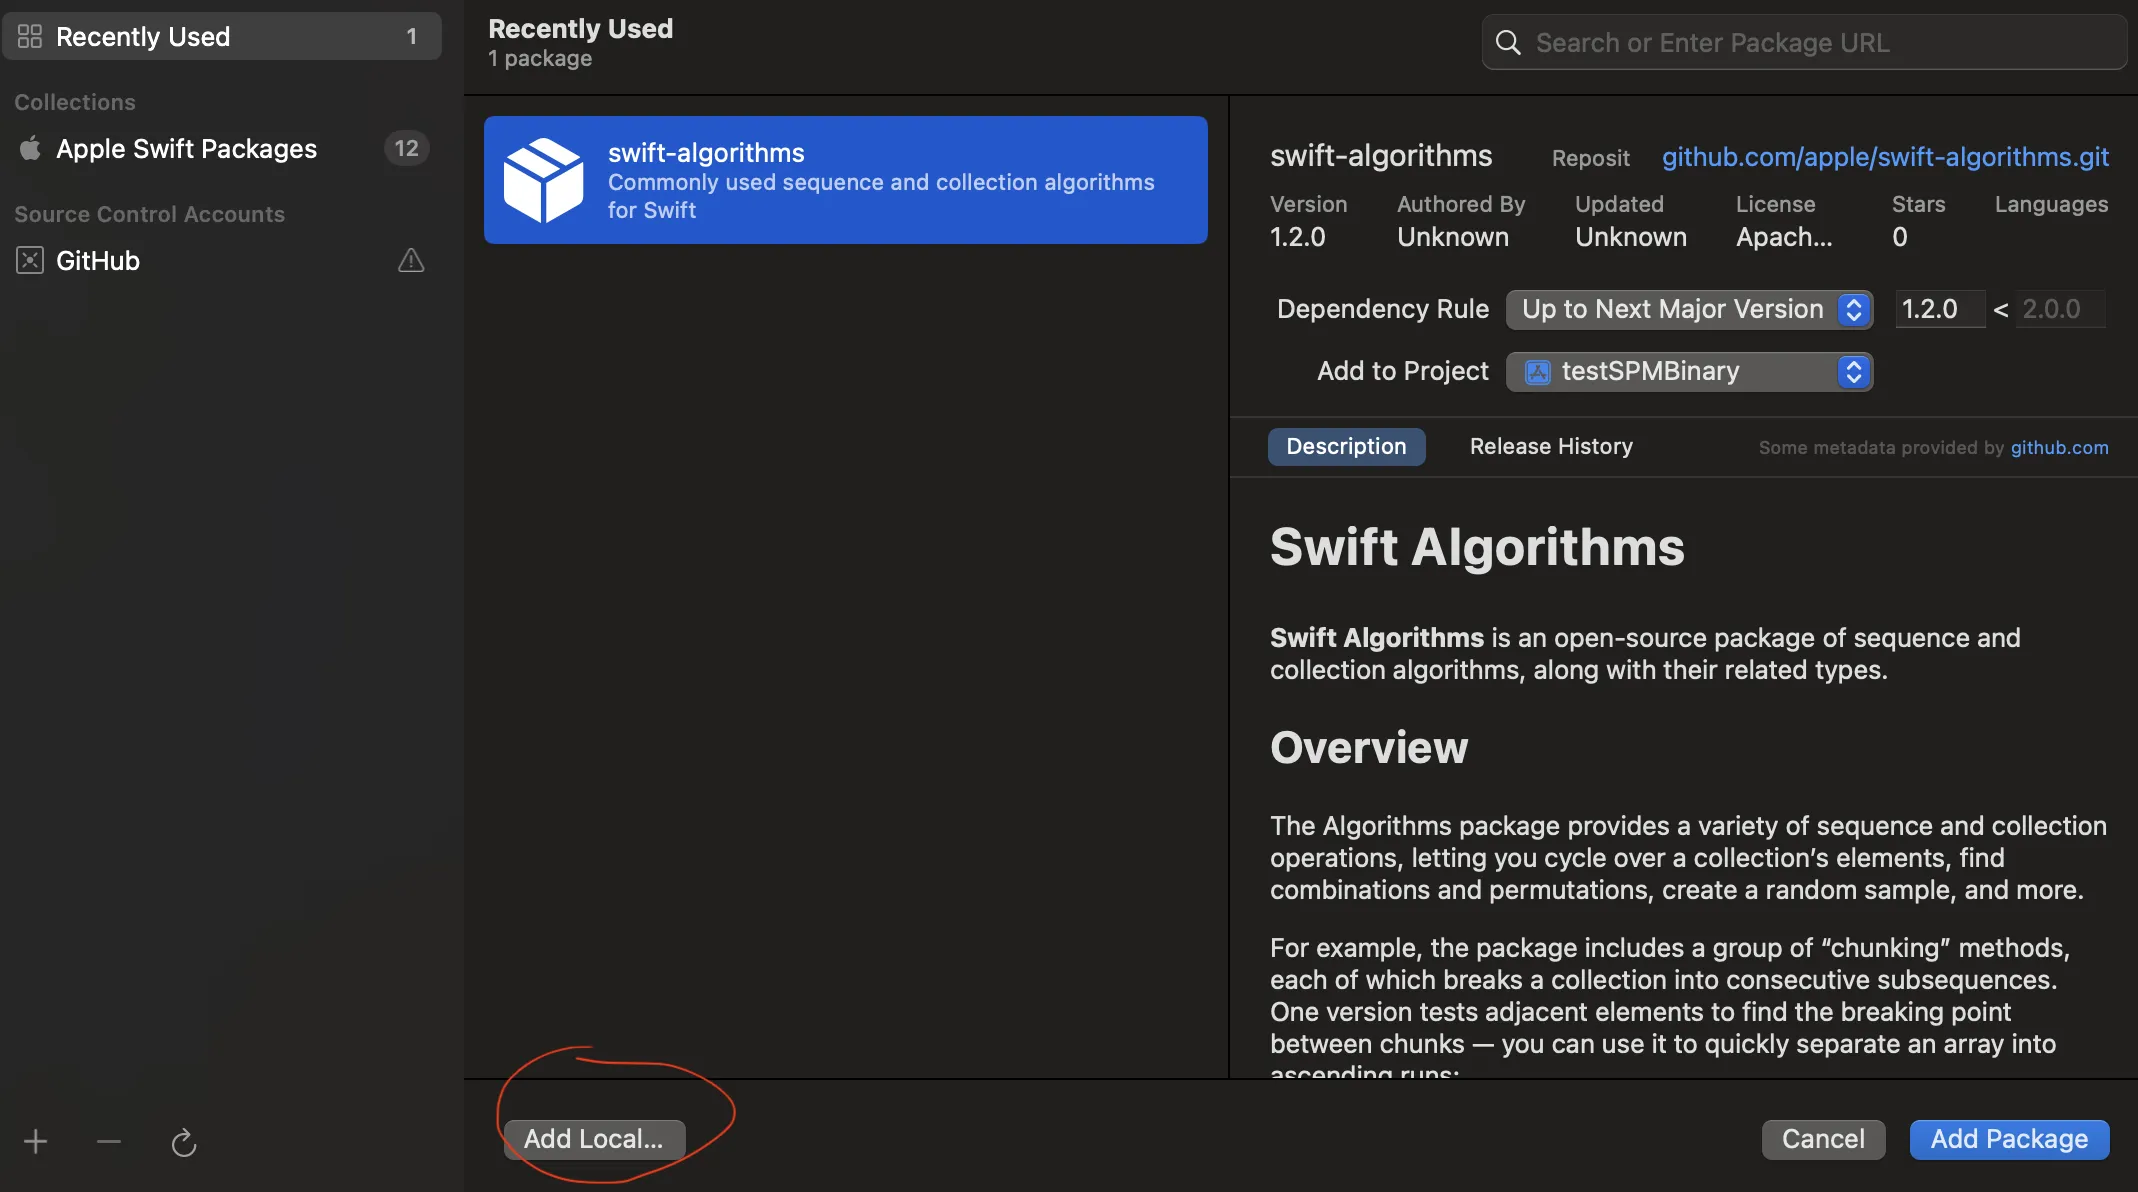 Recently Used 1
Collections
Apple Swift Packages 12
Source Control Accounts
GitHub
Recently Used
1 package
Search or Enter Package URL
swift-algorithms
Commonly used sequence and collection algorithms
for Swift
swift-algorithms Reposit github.com/apple/swift-algorithms.git
Version Authored By Updated License Stars Languages
1.2.0 Unknown Unknown Apach... 0
Dependency Rule Up to Next Major Version 1.2.0 < 2.0.0
Add to Project testSPMBinary
Description Release History Some metadata provided by github.com
Swift Algorithms
Swift Algorithms is an open-source package of sequence and
collection algorithms, along with their related types.
Overview
The Algorithms package provides a variety of sequence and collection
operations, letting you cycle over a collection’s elements, find
combinations and permutations, create a random sample, and more.
For example, the package includes a group of “chunking” methods,
each of which breaks a collection into consecutive subsequences.
One version tests adjacent elements to find the breaking point
between chunks — you can use it to quickly separate an array into
ascending runs:
Add Local... Cancel Add Package